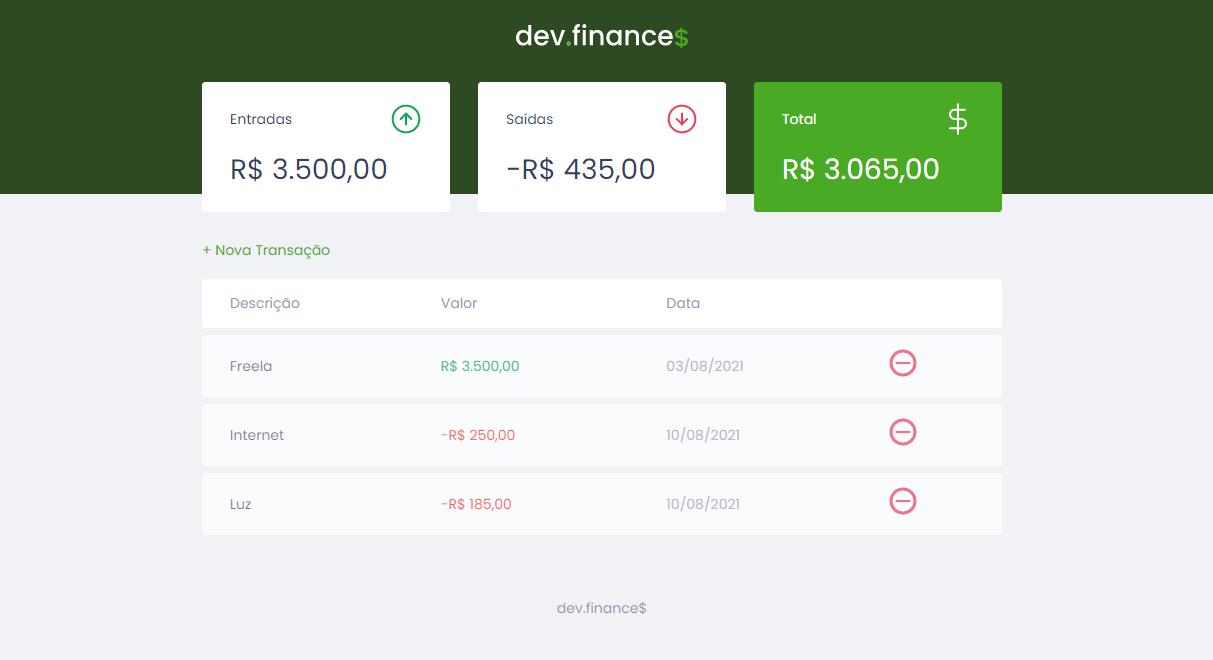 dev.finance$
Entradas
R$ 3.500,00
Saídas
-R$ 435,00
Total
$
R$ 3.065,00
+ Nova Transação
Descrição Valor Data
Freela R$ 3.500,00 03/08/2021
Internet -R$ 250,00 10/08/2021
Luz -R$ 185,00 10/08/2021
dev.finance$